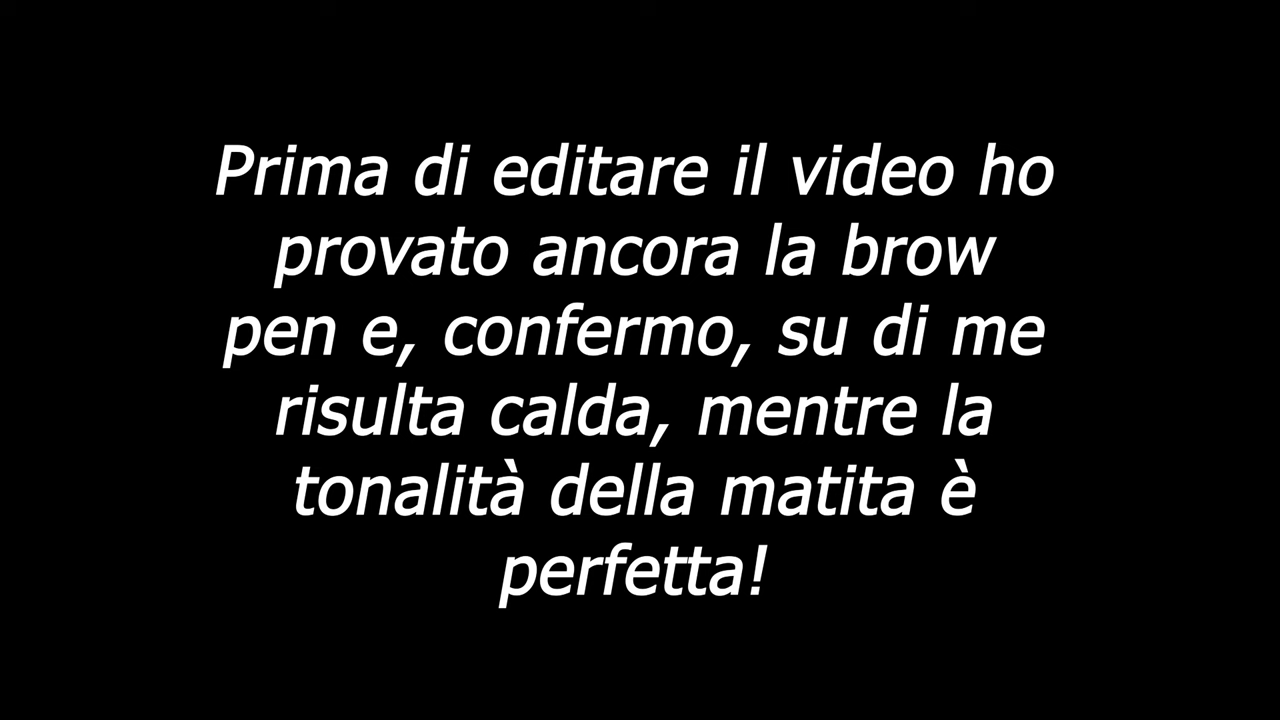 Prima di editare il video ho
provato ancora la brow
pen e, confermo, su di me
risulta calda, mentre la
tonalità della matita è
perfetta!